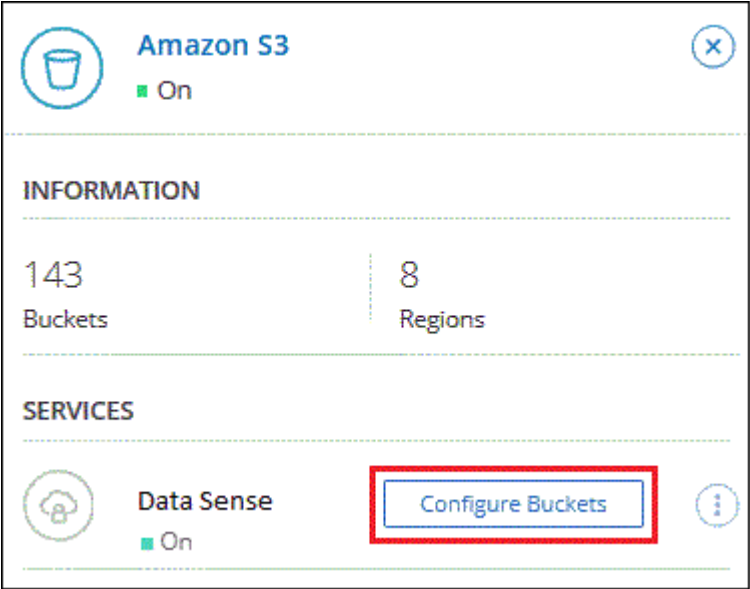 Amazon S3
On
INFORMATION
143
Buckets
8
Regions
SERVICES
Data Sense
On
Configure Buckets